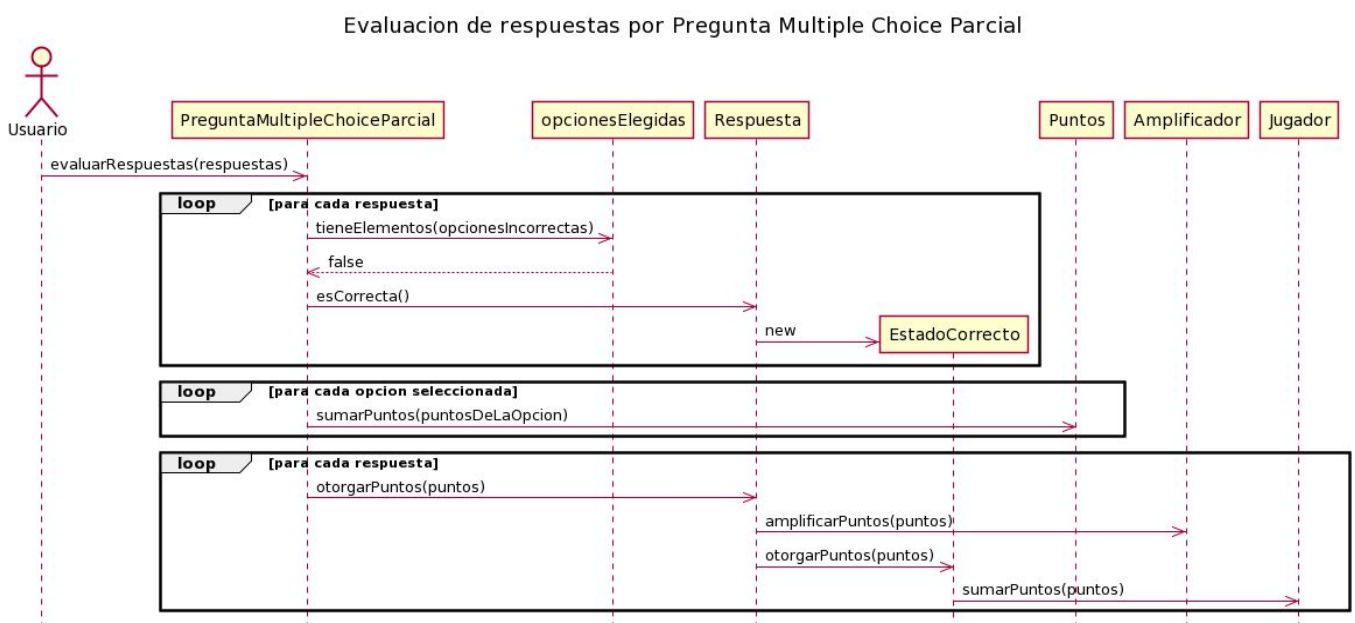 Evaluacion de respuestas por Pregunta Multiple Choice Parcial
Usuario
PreguntaMultipleChoiceParcial
opcionesElegidas
Respuesta
Puntos
Amplificador
Jugador
evaluarRespuestas(respuestas)
loop [para cada respuesta]
tieneElementos(opcionesIncorrectas)
false
esCorrecta()
new
EstadoCorrecto
loop [para cada opcion seleccionada]
sumarPuntos(puntosDeLaOpcion)
loop [para cada respuesta]
otorgarPuntos(puntos)
amplificarPuntos(puntos)
otorgarPuntos(puntos)
sumarPuntos(puntos)